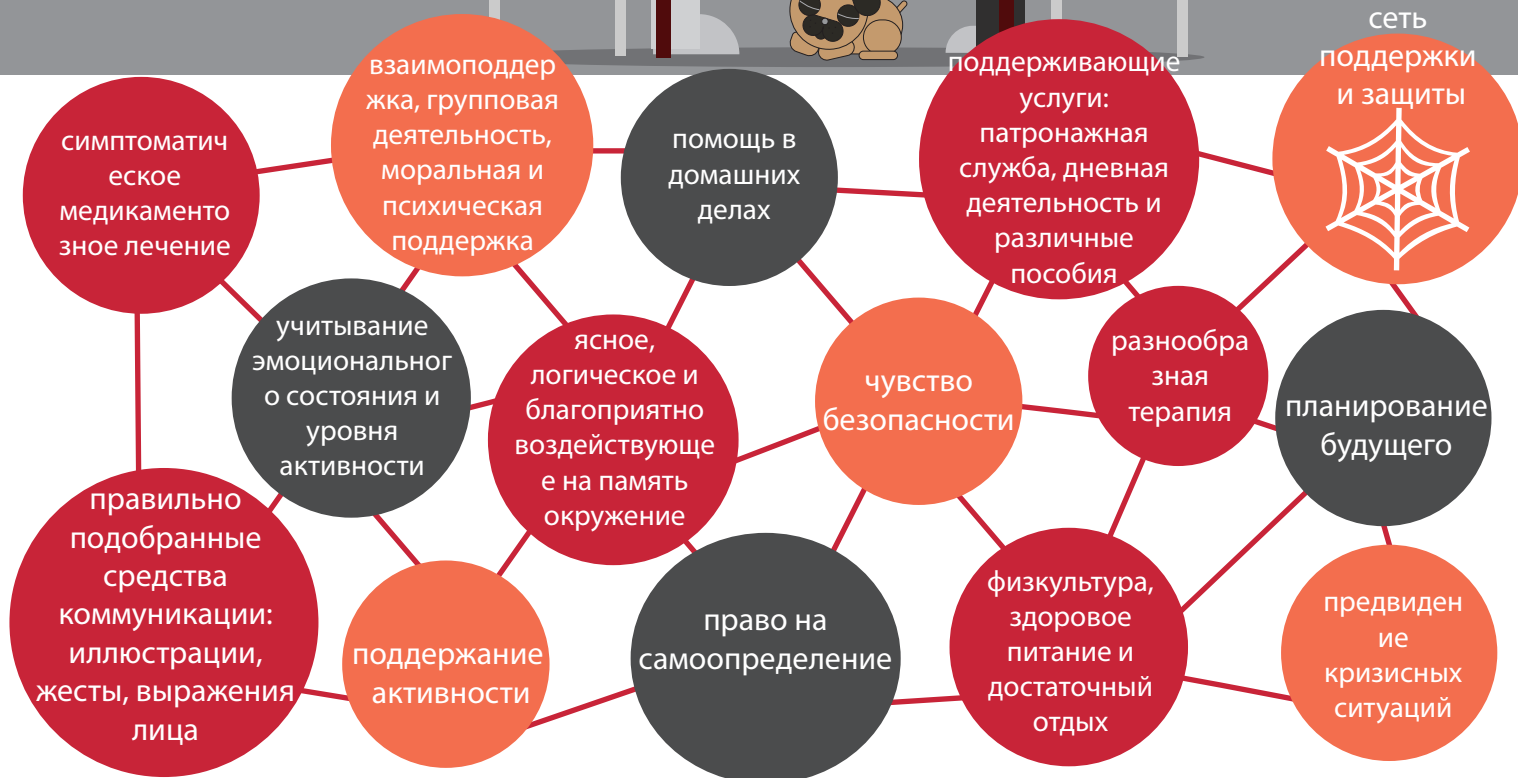 сеть
поддержки
и защиты
взаимоподдер
жка, групповая
деятельность,
моральная и
психическая
поддержка
поддерживающие
услуги:
патронажная
служба, дневная
деятельность и
различные
пособия
симптоматич
еское
медикаменто
зное лечение
помощь в
домашних
делах
учитывание
эмоциональног
о состояния и
уровня
активности
ясное,
логическое и
благоприятно
воздействующе
е на память
окружение
чувство
безопасности
разнообра
зная
терапия
планирование
будущего
правильно
подобранные
средства
коммуникации:
иллюстрации,
жесты, выражения
лица
поддержание
активности
право на
самоопределение
физкультура,
здоровое
питание и
достаточный
отдых
предвиден
ие
кризисных
ситуаций